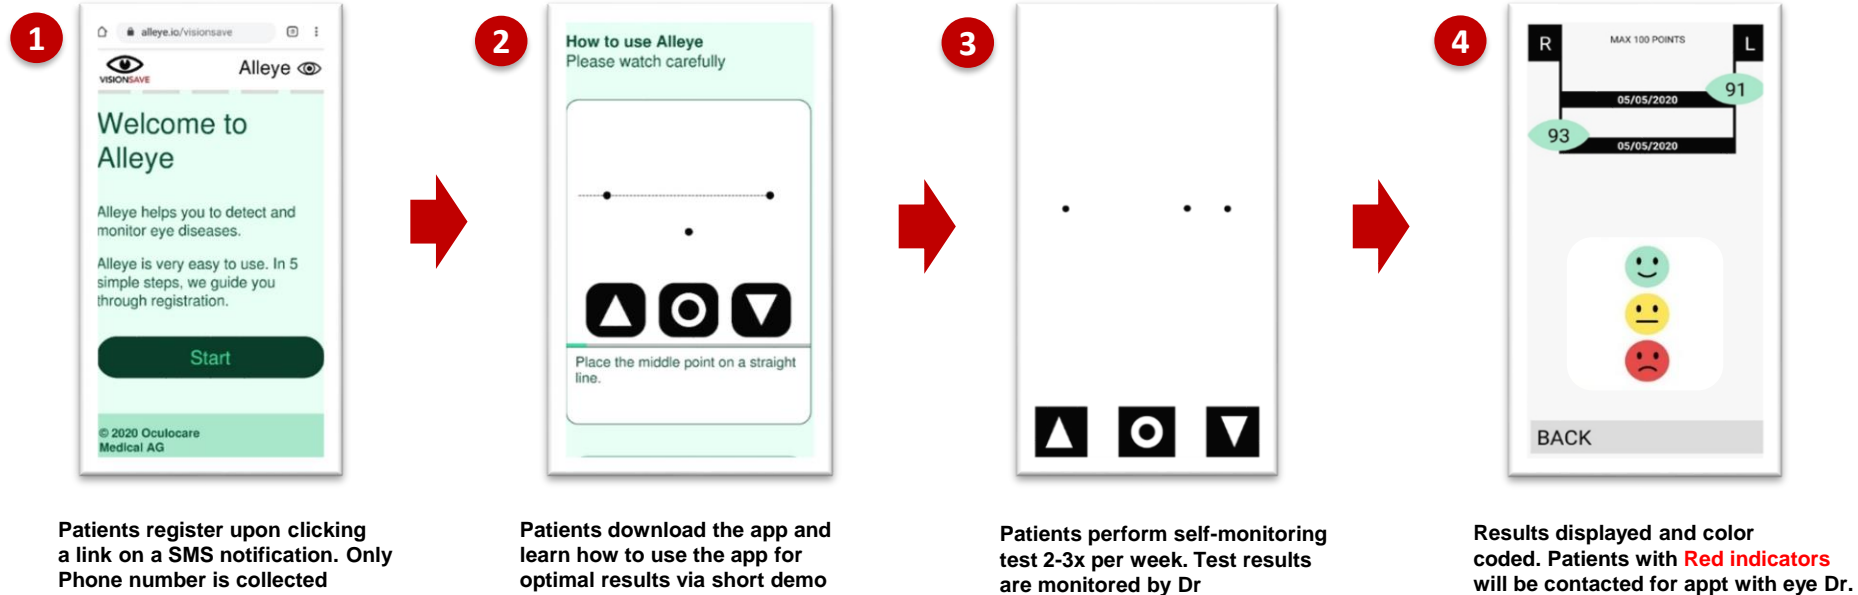 1
alleye.io/visionsave
VISIONSAVE
Alleye
Welcome to
Alleye
Alleye helps you to detect and
monitor eye diseases.
Alleye is very easy to use. In 5
simple steps, we guide you
through registration.
Start
© 2020 Oculocare
Medical AG
Patients register upon clicking
a link on a SMS notification. Only
Phone number is collected
2
How to use Alleye
Please watch carefully
Place the middle point on a straight
line.
Patients download the app and
learn how to use the app for
optimal results via short demo
3
Patients perform self-monitoring
test 2-3x per week. Test results
are monitored by Dr
4
R
MAX 100 POINTS
L
91
05/05/2020
93
05/05/2020
BACK
Results displayed and color
coded. Patients with Red indicators
will be contacted for appt with eye Dr.